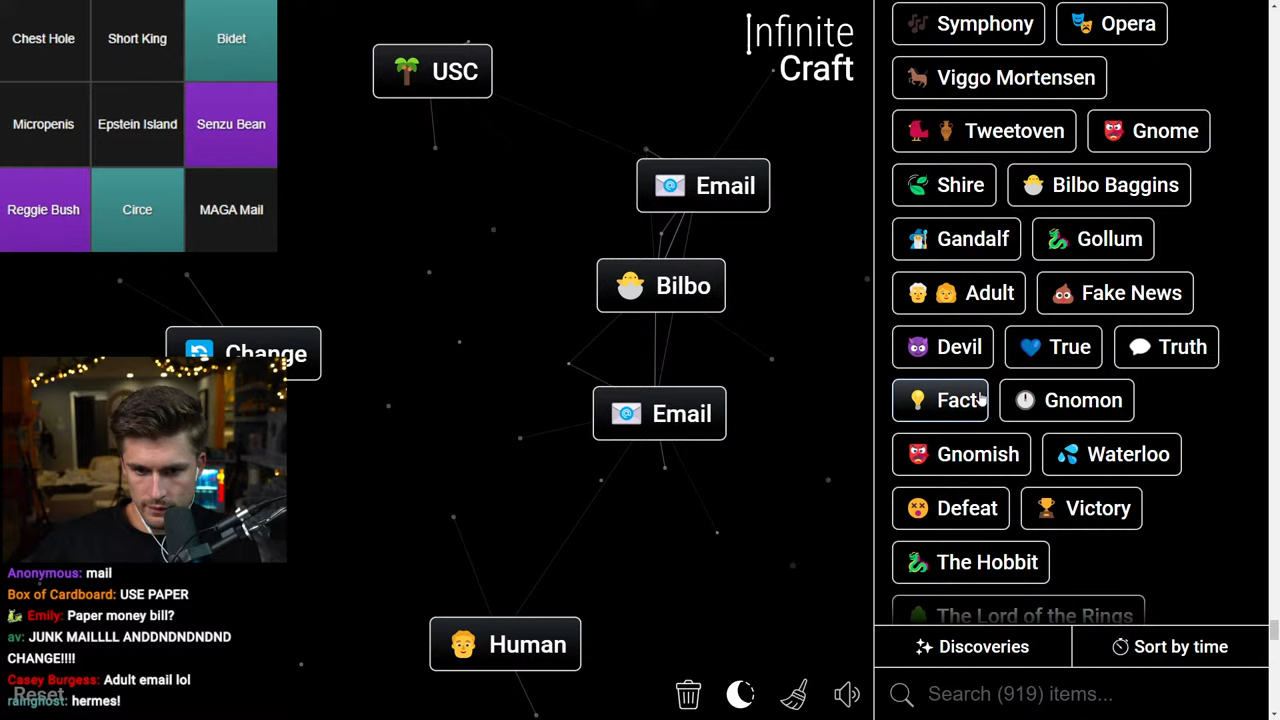 Chest Hole Short King Bidet
Micropenis Epstein Island Senzu Bean
Reggie Bush Circe MAGA Mail
USC
Infinite
Craft
Email
Bilbo
Change
Email
Human
Anonymous: mail
Box of Cardboard: USE PAPER
Emily: Paper money bill?
av: JUNK MAILLLL ANDDNDNDNDND
CHANGE!!!!
Casey Burgess: Adult email lol
Reset
hermes!
Symphony Opera
Viggo Mortensen
Tweetoven Gnome
Shire Bilbo Baggins
Gandalf Gollum
Adult Fake News
Devil True Truth
Fact Gnomon
Gnomish Waterloo
Defeat Victory
The Hobbit
The Lord of the Rings
Discoveries Sort by time
Search (919) items...